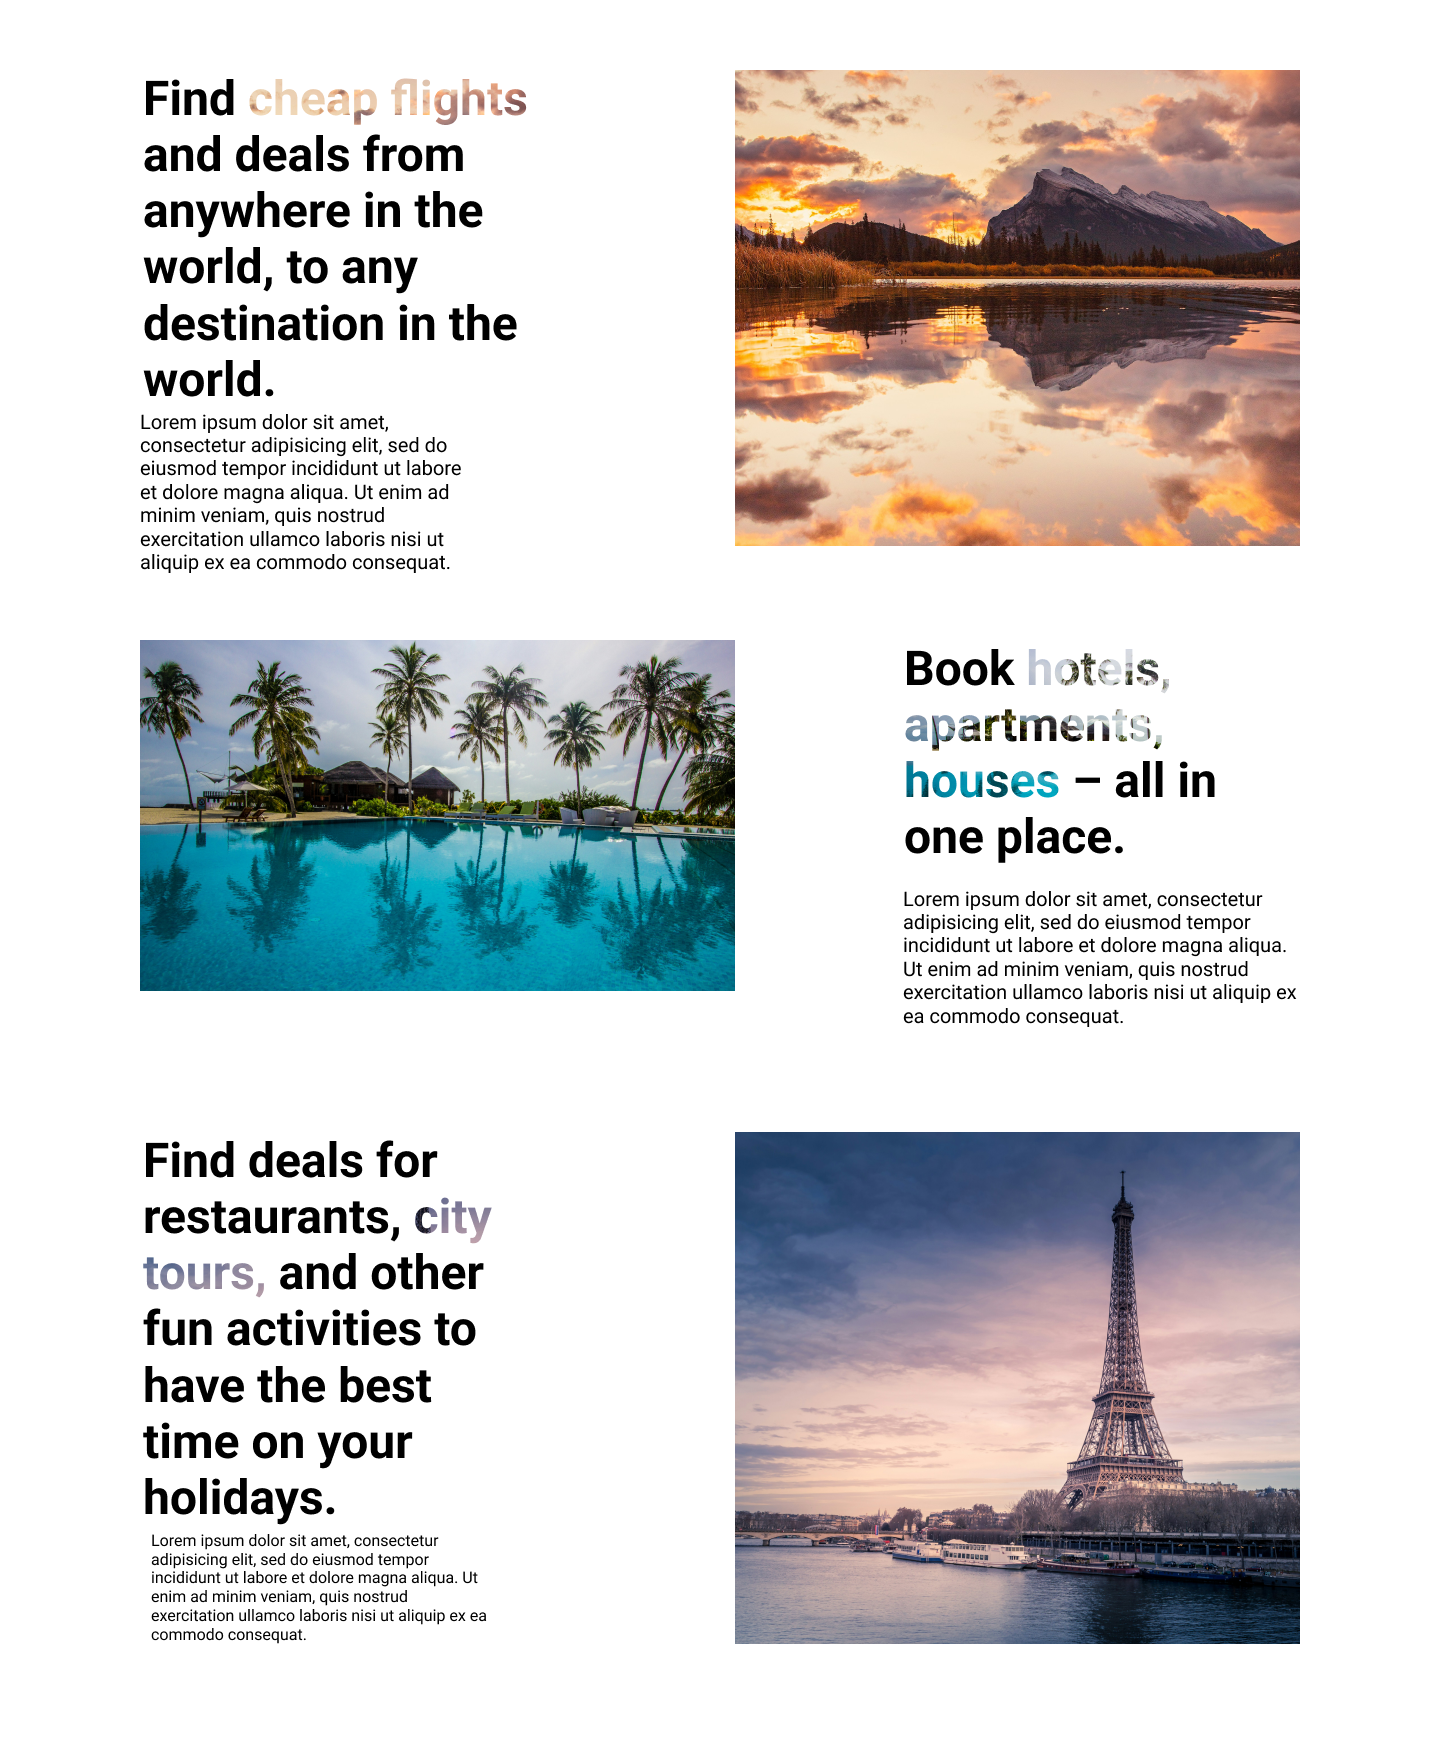 Find cheap flights
and deals from
anywhere in the
world, to any
destination in the
world.
Lorem ipsum dolor sit amet,
consectetur adipisicing elit, sed do
eiusmod tempor incididunt ut labore
et dolore magna aliqua. Ut enim ad
minim veniam, quis nostrud
exercitation ullamco laboris nisi ut
aliquip ex ea commodo consequat.
Book hotels,
apartments,
houses – all in
one place.
Lorem ipsum dolor sit amet, consectetur
adipisicing elit, sed do eiusmod tempor
incididunt ut labore et dolore magna aliqua.
Ut enim ad minim veniam, quis nostrud
exercitation ullamco laboris nisi ut aliquip ex
ea commodo consequat.
Find deals for
restaurants, city
tours, and other
fun activities to
have the best
time on your
holidays.
Lorem ipsum dolor sit amet, consectetur
adipisicing elit, sed do eiusmod tempor
incididunt ut labore et dolore magna aliqua. Ut
enim ad minim veniam, quis nostrud
exercitation ullamco laboris nisi ut aliquip ex ea
commodo consequat.